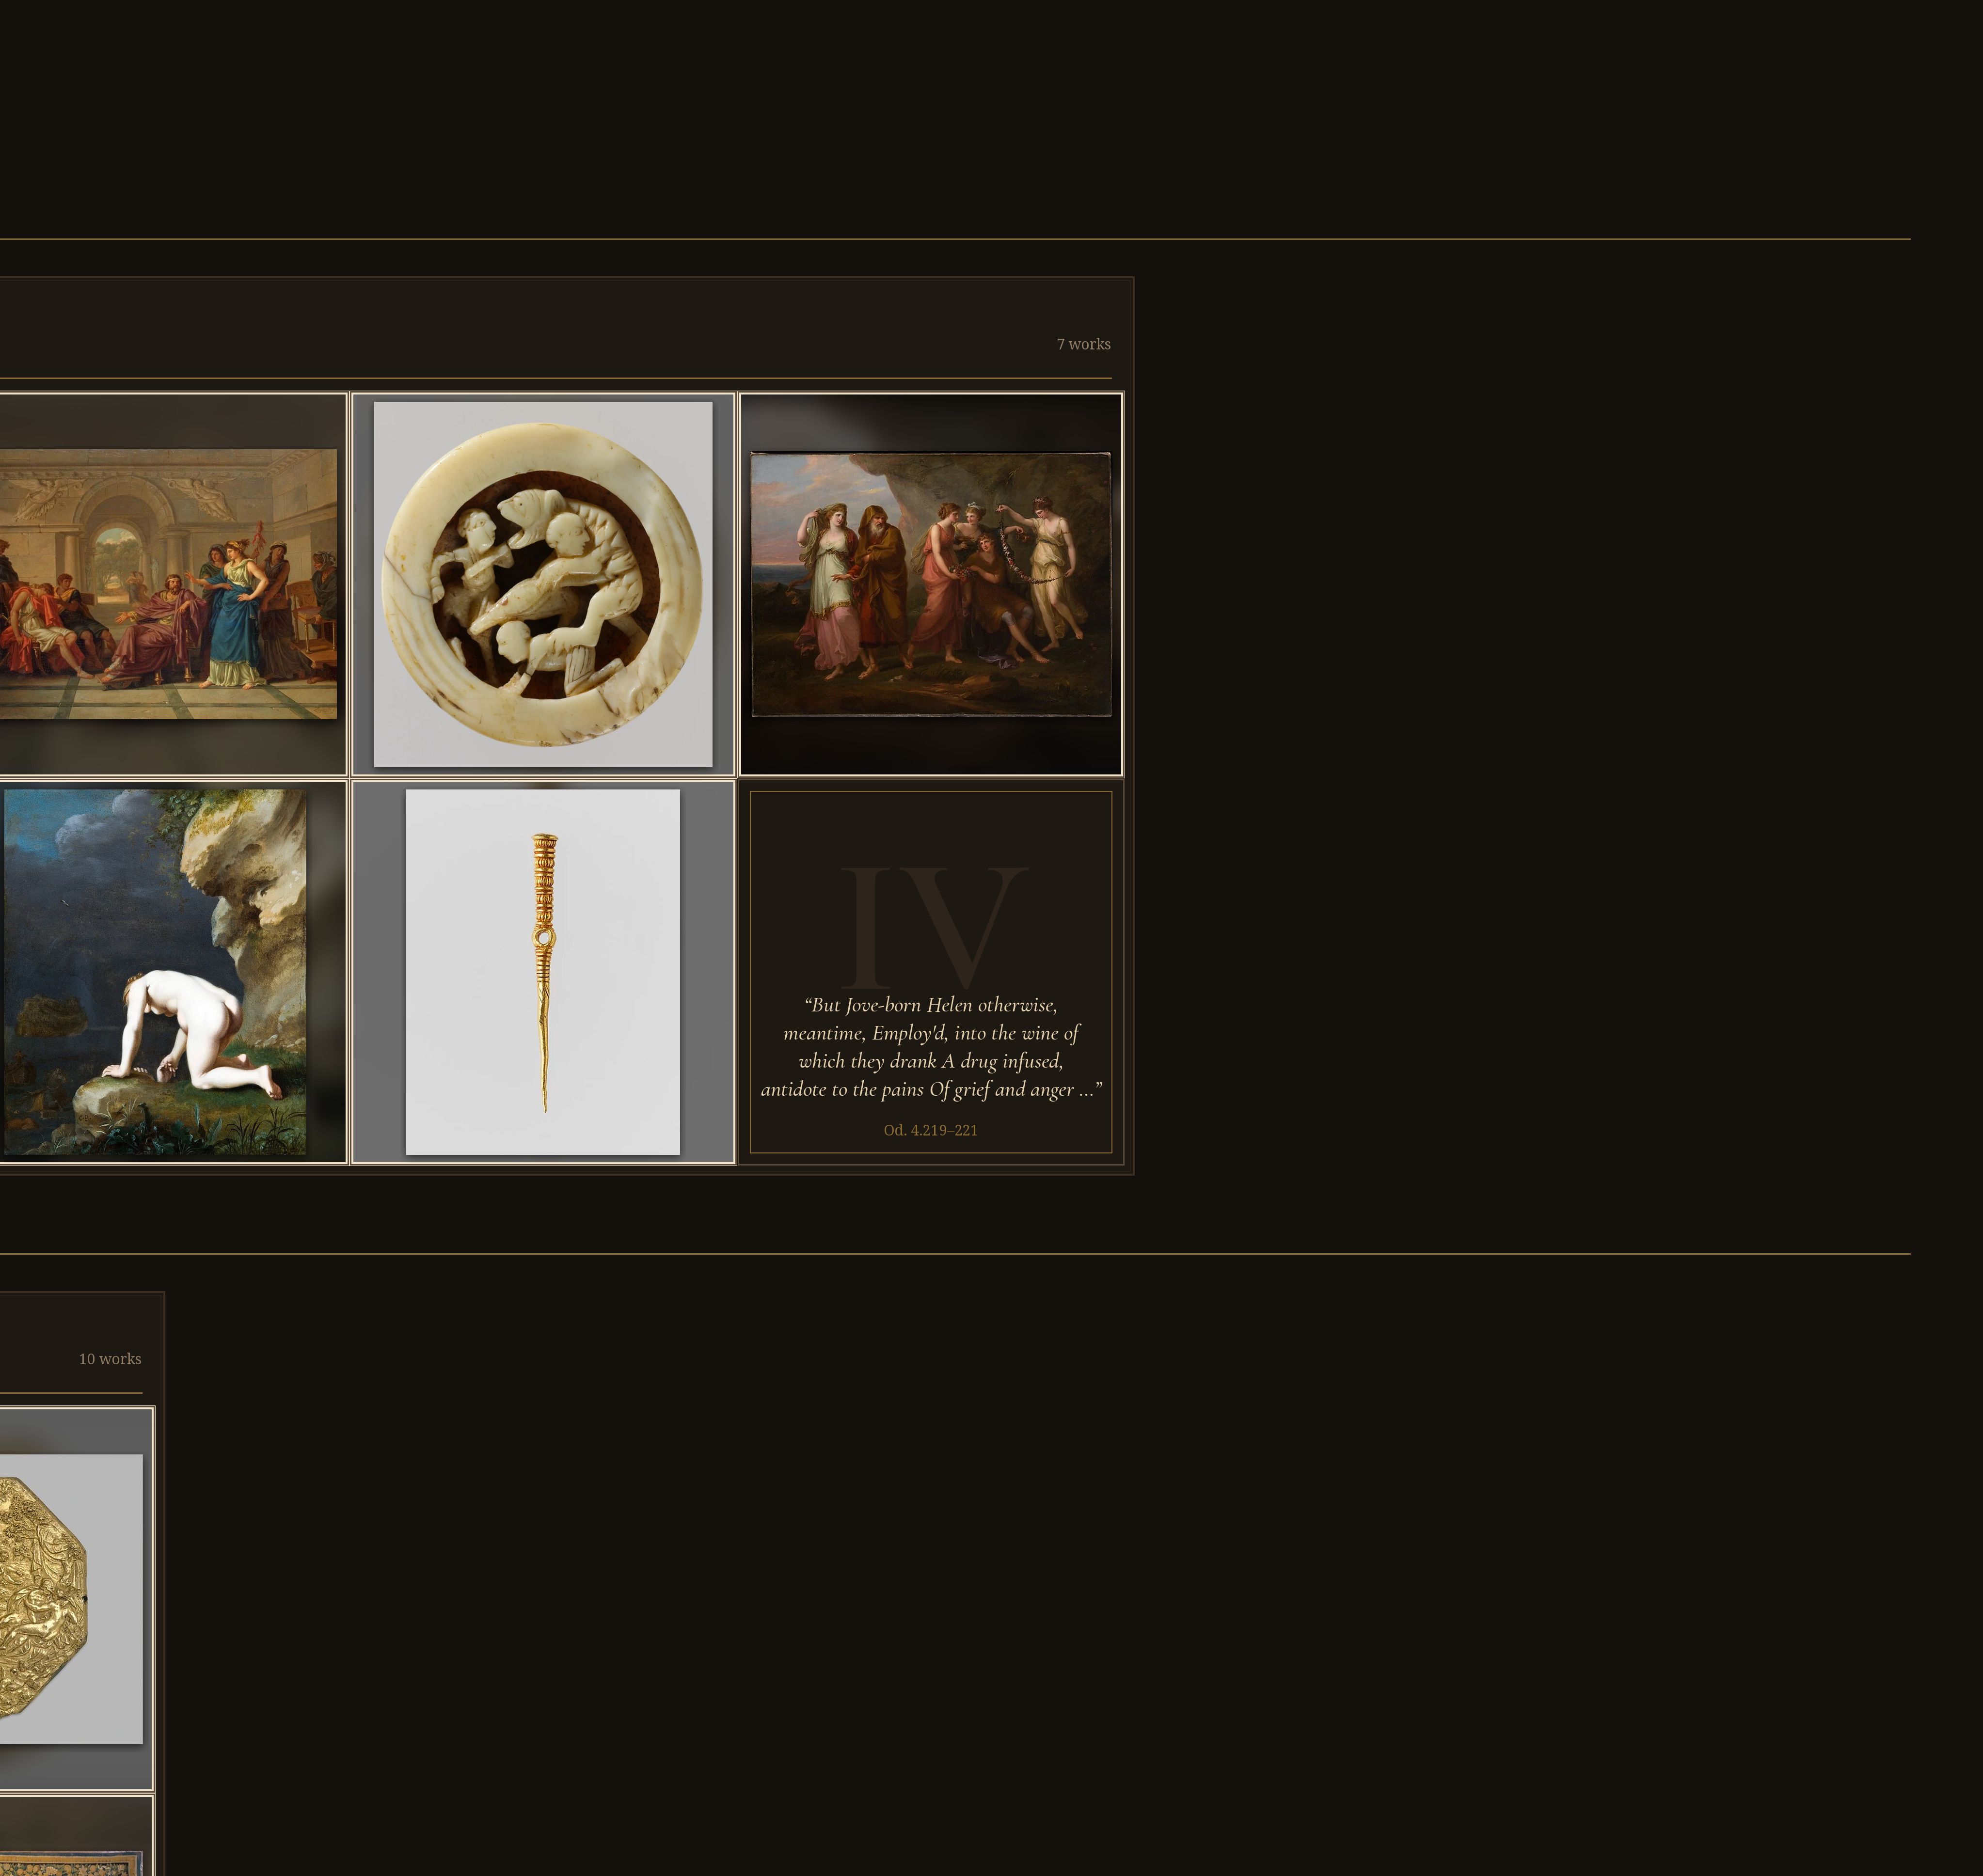 7 works
IV
“But Jove-born Helen otherwise,
meantime, Employ'd, into the wine of
which they drank A drug infused,
antidote to the pains Of grief and anger …”
Od. 4.219–221
10 works